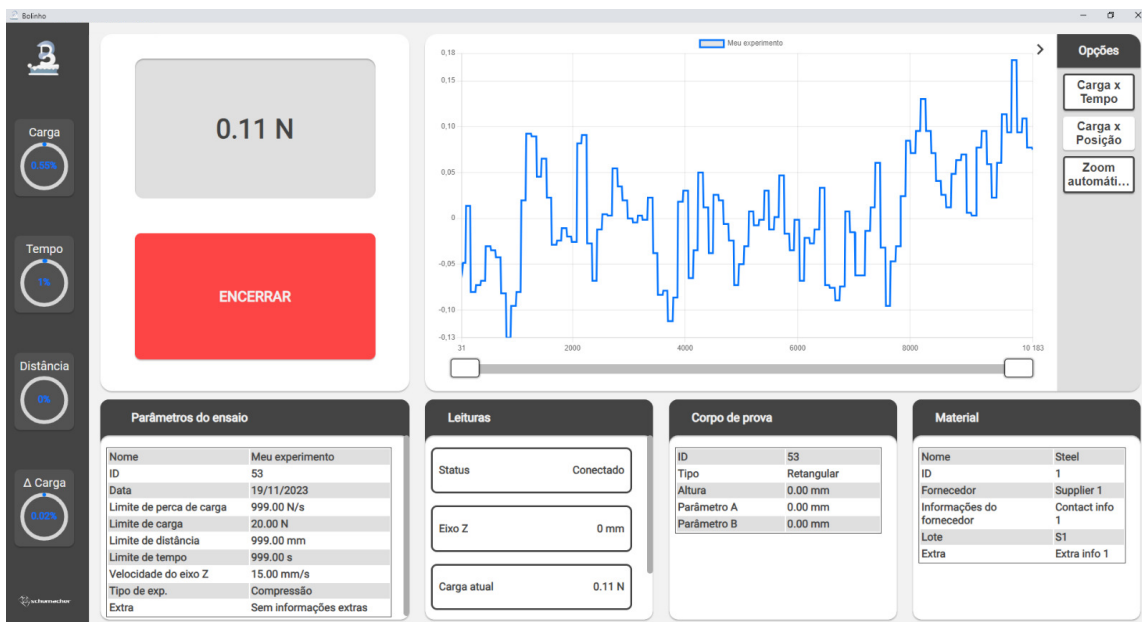 Bolinho
Carga
0.55%
Tempo
1%
Distância
0%
Δ Carga
0.02%
schumacher
0.11 N
ENCERRAR
Meu experimento
0,18
0,15
0,10
0,05
0
-0,05
-0,10
-0,13
31 2000 4000 6000 8000 10 183
Opções
Carga x
Tempo
Carga x
Posição
Zoom
automáti...
Parâmetros do ensaio
Nome Meu experimento
ID 53
Data 19/11/2023
Limite de perca de carga 999.00 N/s
Limite de carga 20.00 N
Limite de distância 999.00 mm
Limite de tempo 999.00 s
Velocidade do eixo Z 15.00 mm/s
Tipo de exp. Compressão
Extra Sem informações extras
Leituras
Status Conectado
Eixo Z 0 mm
Carga atual 0.11 N
Corpo de prova
ID 53
Tipo Retangular
Altura 0.00 mm
Parâmetro A 0.00 mm
Parâmetro B 0.00 mm
Material
Nome Steel
ID 1
Fornecedor Supplier 1
Informações do Contact info
fornecedor 1
Lote S1
Extra Extra info 1